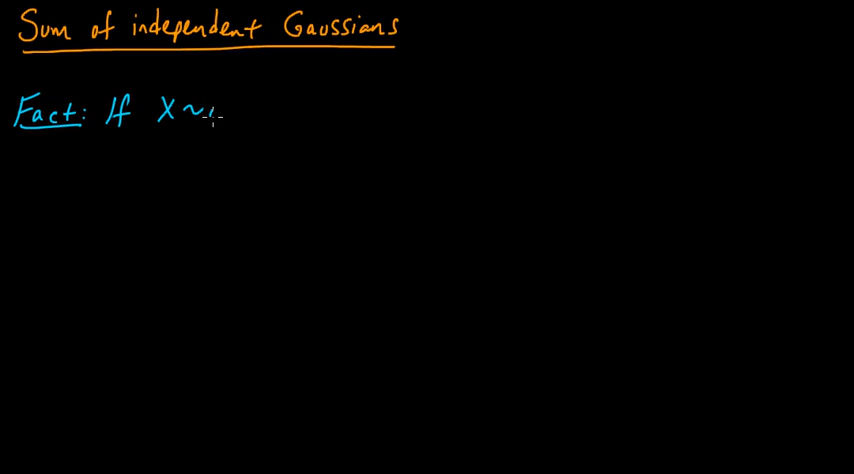 Sum of independent Gaussians
Fact: If X ~